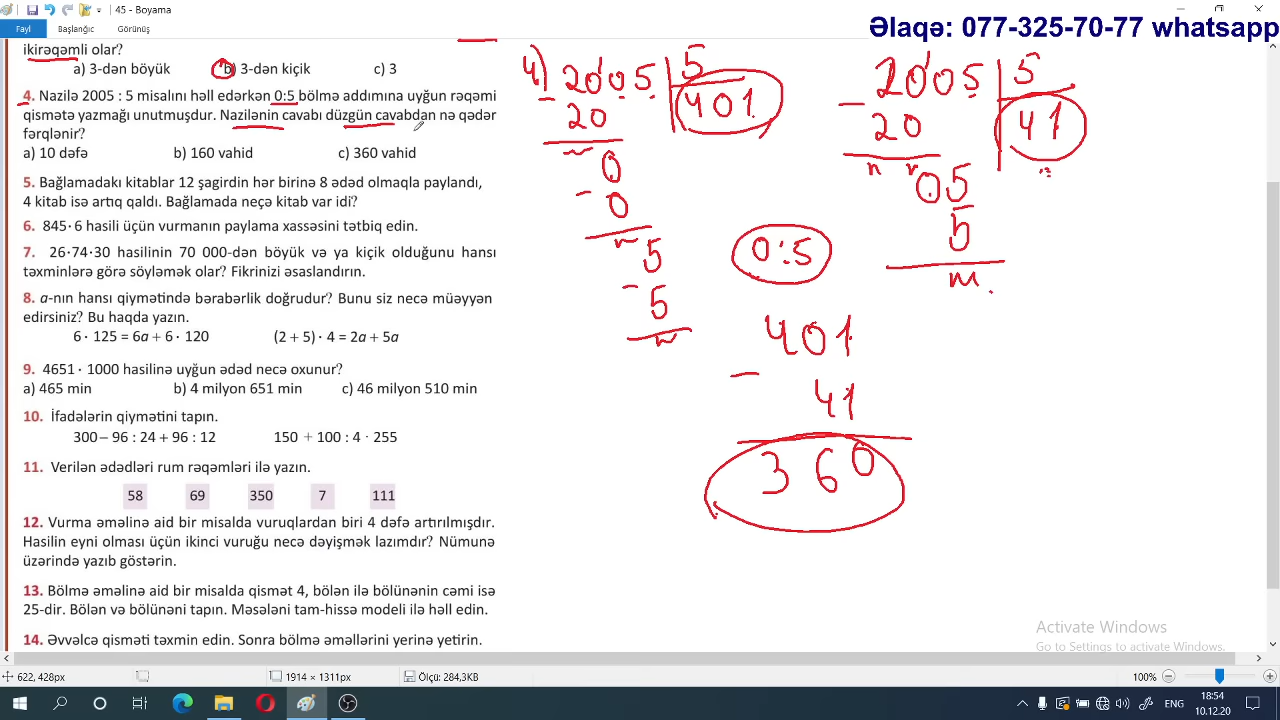 45 - Boyama
Əlaqə: 077-325-70-77 whatsapp
Fayl Başlanğıc Görünüş
ikirəqəmli olar?
a) 3-dən böyük b) 3-dən kiçik c) 3
4. Nazilə 2005 : 5 misalını həll edərkən 0:5 bölmə addımına uyğun rəqəmi
qismətə yazmağı unutmuşdur. Nazilənin cavabı düzgün cavabdan nə qədər
fərqlənir?
a) 10 dəfə b) 160 vahid c) 360 vahid
5. Bağlamadakı kitablar 12 şagirdin hər birinə 8 ədəd olmaqla paylandı,
4 kitab isə artıq qaldı. Bağlamada neçə kitab var idi?
6. 845 · 6 hasili üçün vurmanın paylama xassəsini tətbiq edin.
7. 26·74·30 hasilinin 70 000-dən böyük və ya kiçik olduğunu hansı
təxminlərə görə söyləmək olar? Fikrinizi əsaslandırın.
8. a-nın hansı qiymətində bərabərlik doğrudur? Bunu siz necə müəyyən
edirsiniz? Bu haqda yazın.
6 · 125 = 6a + 6 · 120 (2 + 5) · 4 = 2a + 5a
9. 4651 · 1000 hasilinə uyğun ədəd necə oxunur?
a) 465 min b) 4 milyon 651 min c) 46 milyon 510 min
10. İfadələrin qiymətini tapın.
300 – 96 : 24 + 96 : 12 150 + 100 : 4 · 255
11. Verilən ədədləri rum rəqəmləri ilə yazın.
58 69 350 7 111
12. Vurma əməlinə aid bir misalda vuruqlardan biri 4 dəfə artırılmışdır.
Hasilin eyni olması üçün ikinci vuruğu necə dəyişmək lazımdır? Nümunə
üzərində yazıb göstərin.
13. Bölmə əməlinə aid bir misalda qismət 4, bölən ilə bölünənin cəmi isə
25-dir. Bölən və bölünəni tapın. Məsələni tam-hissə modeli ilə həll edin.
14. Əvvəlcə qisməti təxmin edin. Sonra bölmə əməllərini yerinə yetirin.
4) 2005 5
- 20 401
0
- 0
5
- 5
2005 5
- 20 41
05
5
0:5
401
- 41
360
Activate Windows
Go to Settings to activate Windows.
622, 428px 1914 × 1311px Ölçü: 284,3KB 100%
ENG 18:54
10.12.20